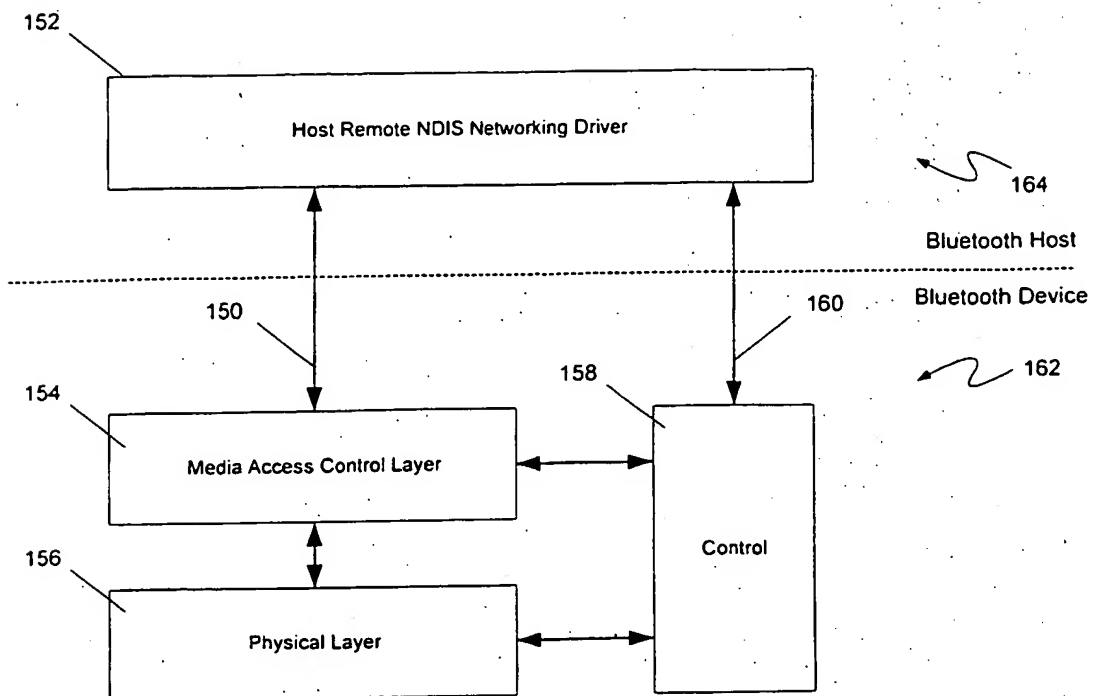 152
Host Remote NDIS Networking Driver
164
Bluetooth Host
Bluetooth Device
150
160
162
154
158
Media Access Control Layer
Control
156
Physical Layer